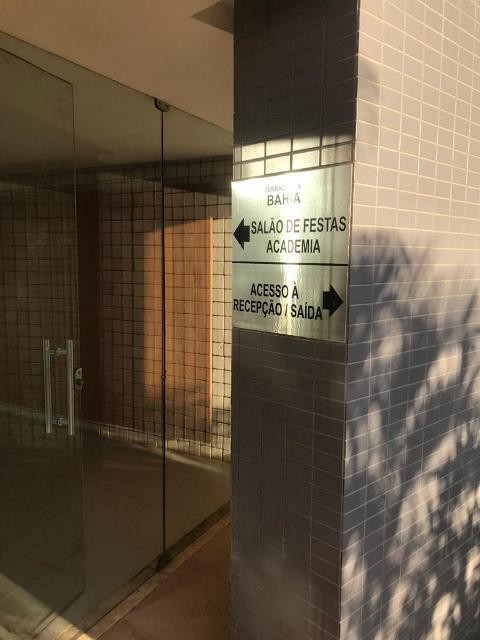 BAHIA
SALÃO DE FESTAS
ACADEMIA
ACESSO À
RECEPÇÃO / SAÍDA